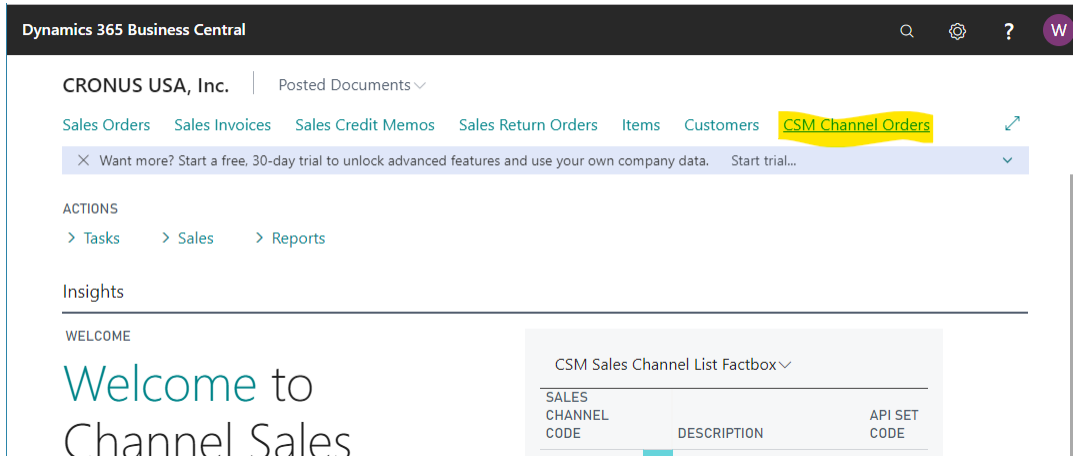 Dynamics 365 Business Central
? W
CRONUS USA, Inc. Posted Documents
Sales Orders Sales Invoices Sales Credit Memos Sales Return Orders Items Customers CSM Channel Orders
Want more? Start a free, 30-day trial to unlock advanced features and use your own company data. Start trial...
ACTIONS
Tasks Sales Reports
Insights
WELCOME
Welcome to
Channel Sales
CSM Sales Channel List Factbox
SALES
CHANNEL API SET
CODE DESCRIPTION CODE